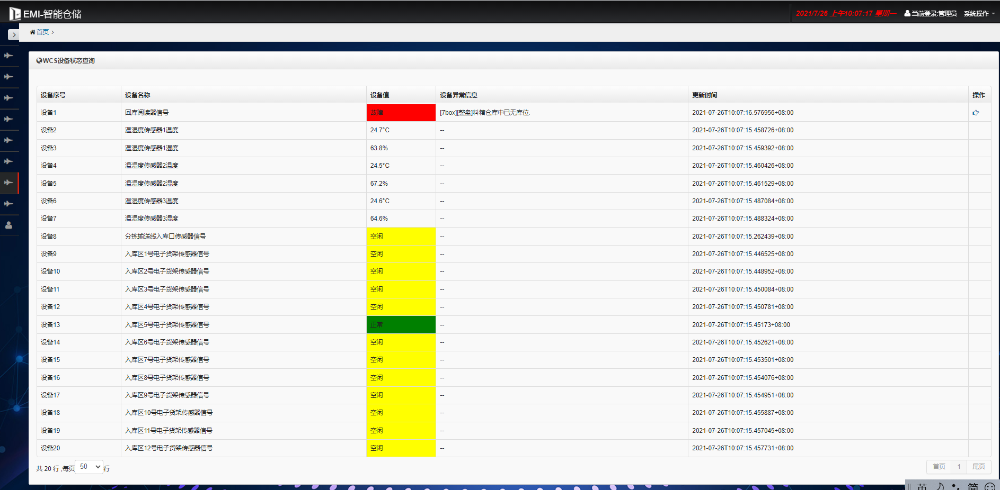 EMI-智能仓储
2021/7/26 上午10:07:17 星期一 当前登录:管理员 系统操作
首页
WCS设备状态查询
设备序号 设备名称 设备值 设备异常信息 更新时间 操作
设备1 回库阅读器信号 故障 [7box][整盘]料箱仓库中已无库位. 2021-07-26T10:07:16.576956+08:00
设备2 温湿度传感器1温度 24.7°C -- 2021-07-26T10:07:15.458726+08:00
设备3 温湿度传感器1湿度 63.8% -- 2021-07-26T10:07:15.459392+08:00
设备4 温湿度传感器2温度 24.5°C -- 2021-07-26T10:07:15.460426+08:00
设备5 温湿度传感器2湿度 67.2% -- 2021-07-26T10:07:15.461529+08:00
设备6 温湿度传感器3温度 24.6°C -- 2021-07-26T10:07:15.487084+08:00
设备7 温湿度传感器3湿度 64.6% -- 2021-07-26T10:07:15.488324+08:00
设备8 分拣输送线入库口传感器信号 空闲 -- 2021-07-26T10:07:15.262439+08:00
设备9 入库区1号电子货架传感器信号 空闲 -- 2021-07-26T10:07:15.446525+08:00
设备10 入库区2号电子货架传感器信号 空闲 -- 2021-07-26T10:07:15.448952+08:00
设备11 入库区3号电子货架传感器信号 空闲 -- 2021-07-26T10:07:15.450084+08:00
设备12 入库区4号电子货架传感器信号 空闲 -- 2021-07-26T10:07:15.450781+08:00
设备13 入库区5号电子货架传感器信号 正常 -- 2021-07-26T10:07:15.45173+08:00
设备14 入库区6号电子货架传感器信号 空闲 -- 2021-07-26T10:07:15.452621+08:00
设备15 入库区7号电子货架传感器信号 空闲 -- 2021-07-26T10:07:15.453501+08:00
设备16 入库区8号电子货架传感器信号 空闲 -- 2021-07-26T10:07:15.454076+08:00
设备17 入库区9号电子货架传感器信号 空闲 -- 2021-07-26T10:07:15.454951+08:00
设备18 入库区10号电子货架传感器信号 空闲 -- 2021-07-26T10:07:15.455887+08:00
设备19 入库区11号电子货架传感器信号 空闲 -- 2021-07-26T10:07:15.457045+08:00
设备20 入库区12号电子货架传感器信号 空闲 -- 2021-07-26T10:07:15.457731+08:00
共 20 行 ,每页 50 行 首页 1 尾页
英 简